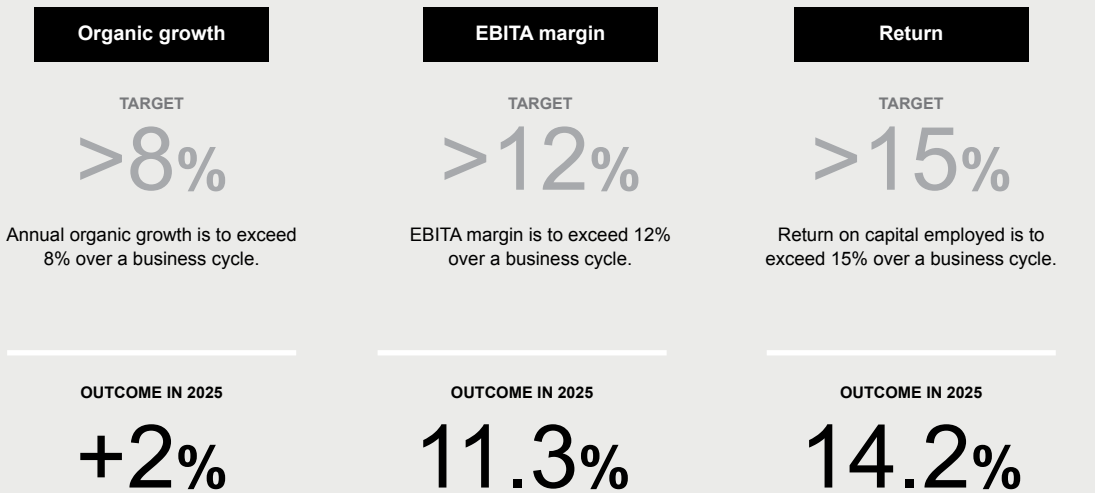 Organic growth
TARGET
>8%
Annual organic growth is to exceed
8% over a business cycle.
OUTCOME IN 2025
+2%
EBITA margin
TARGET
>12%
EBITA margin is to exceed 12%
over a business cycle.
OUTCOME IN 2025
11.3%
Return
TARGET
>15%
Return on capital employed is to
exceed 15% over a business cycle.
OUTCOME IN 2025
14.2%